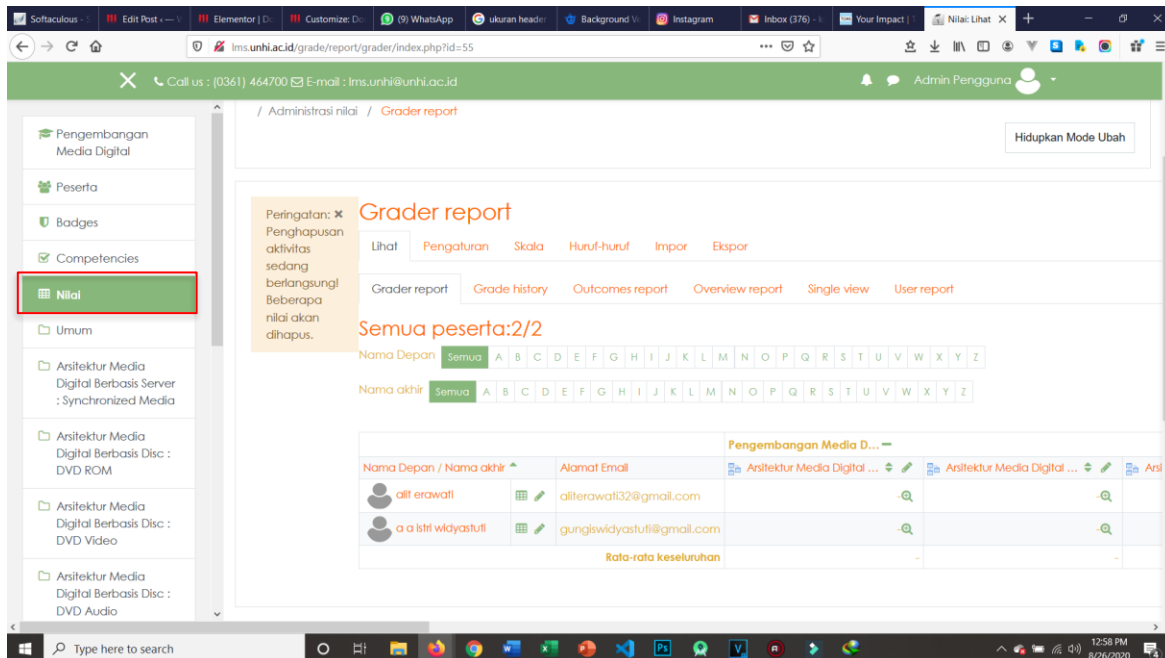 Softaculous - S
Edit Post ‹ — V
Elementor | Do
Customize: Do
(9) WhatsApp
ukuran header
Background Ve
Instagram
Inbox (376) - k
Your Impact | T
Nilai: Lihat
lms.unhi.ac.id/grade/report/grader/index.php?id=55
Call us : (0361) 464700 E-mail : lms.unhi@unhi.ac.id
Admin Pengguna
/ Administrasi nilai / Grader report
Hidupkan Mode Ubah
Pengembangan
Media Digital
Peserta
Badges
Competencies
Nilai
Umum
Arsitektur Media
Digital Berbasis Server
: Synchronized Media
Arsitektur Media
Digital Berbasis Disc :
DVD ROM
Arsitektur Media
Digital Berbasis Disc :
DVD Video
Arsitektur Media
Digital Berbasis Disc :
DVD Audio
Peringatan:
Penghapusan
aktivitas
sedang
berlangsung!
Beberapa
nilai akan
dihapus.
Grader report
Lihat Pengaturan Skala Huruf-huruf Impor Ekspor
Grader report Grade history Outcomes report Overview report Single view User report
Semua peserta:2/2
Nama Depan Semua A B C D E F G H I J K L M N O P Q R S T U V W X Y Z
Nama akhir Semua A B C D E F G H I J K L M N O P Q R S T U V W X Y Z
Pengembangan Media D...
Nama Depan / Nama akhir Alamat Email Arsitektur Media Digital ... Arsitektur Media Digital ... Arsi
alit erawati aliterawati32@gmail.com - -
a a istri widyastuti gungiswidyastuti@gmail.com - -
Rata-rata keseluruhan - -
Type here to search
12:58 PM
8/26/2020